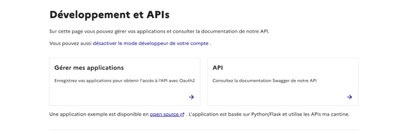 Développement et APIs
Sur cette page vous pouvez gérer vos applications et consulter la documentation de notre API.
Vous pouvez aussi désactiver le mode développeur de votre compte .
Gérer mes applications
Enregistrez vos applications pour obtenir l'accès à l'API avec Oauth2
API
Consultez la documentation Swagger de notre API
Une application exemple est disponible en open source . L'application est basée sur Python/Flask et utilise les APIs ma cantine.